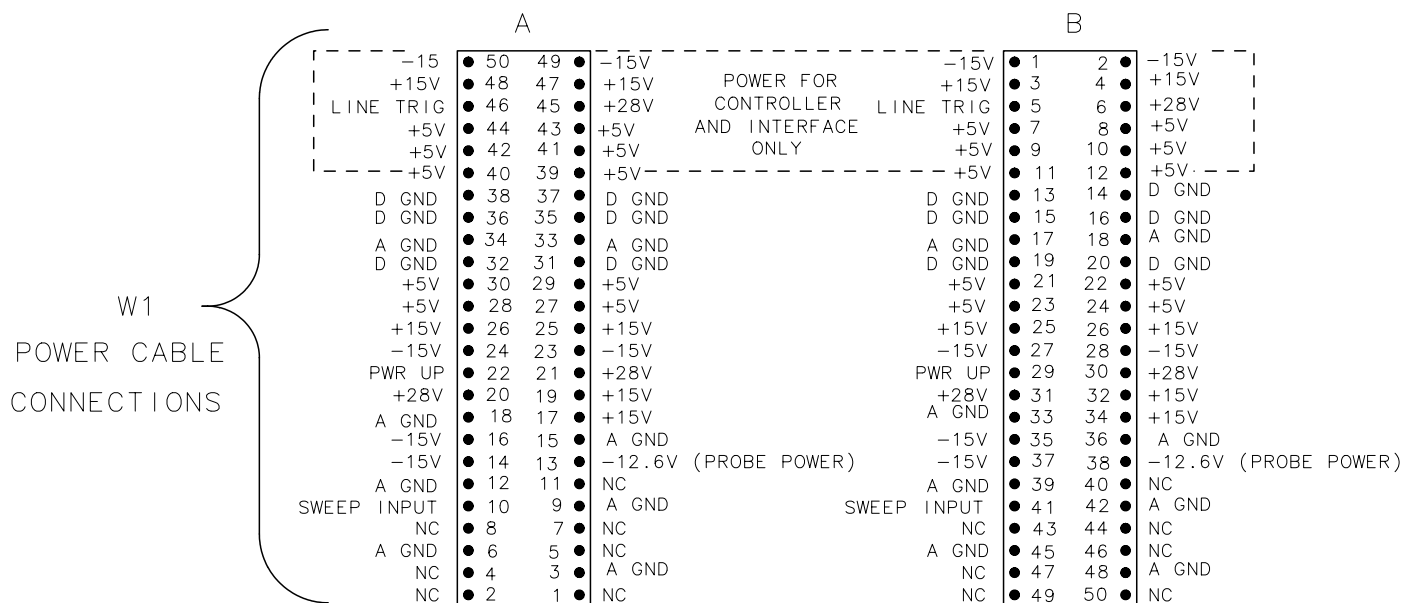 A B
-15 50 49 -15V -15V 1 2 -15V
+15V 48 47 +15V POWER FOR +15V 3 4 +15V
LINE TRIG 46 45 +28V CONTROLLER LINE TRIG 5 6 +28V
+5V 44 43 +5V AND INTERFACE +5V 7 8 +5V
+5V 42 41 +5V ONLY +5V 9 10 +5V
+5V 40 39 +5V +5V 11 12 +5V
D GND 38 37 D GND D GND 13 14 D GND
D GND 36 35 D GND D GND 15 16 D GND
A GND 34 33 A GND A GND 17 18 A GND
D GND 32 31 D GND D GND 19 20 D GND
+5V 30 29 +5V +5V 21 22 +5V
W1 +5V 28 27 +5V +5V 23 24 +5V
+15V 26 25 +15V +15V 25 26 +15V
POWER CABLE -15V 24 23 -15V -15V 27 28 -15V
PWR UP 22 21 +28V PWR UP 29 30 +28V
CONNECTIONS +28V 20 19 +15V +28V 31 32 +15V
A GND 18 17 +15V A GND 33 34 +15V
-15V 16 15 A GND -15V 35 36 A GND
-15V 14 13 -12.6V (PROBE POWER) -15V 37 38 -12.6V (PROBE POWER)
A GND 12 11 NC A GND 39 40 NC
SWEEP INPUT 10 9 A GND SWEEP INPUT 41 42 A GND
NC 8 7 NC NC 43 44 NC
A GND 6 5 NC A GND 45 46 NC
NC 4 3 A GND NC 47 48 A GND
NC 2 1 NC NC 49 50 NC